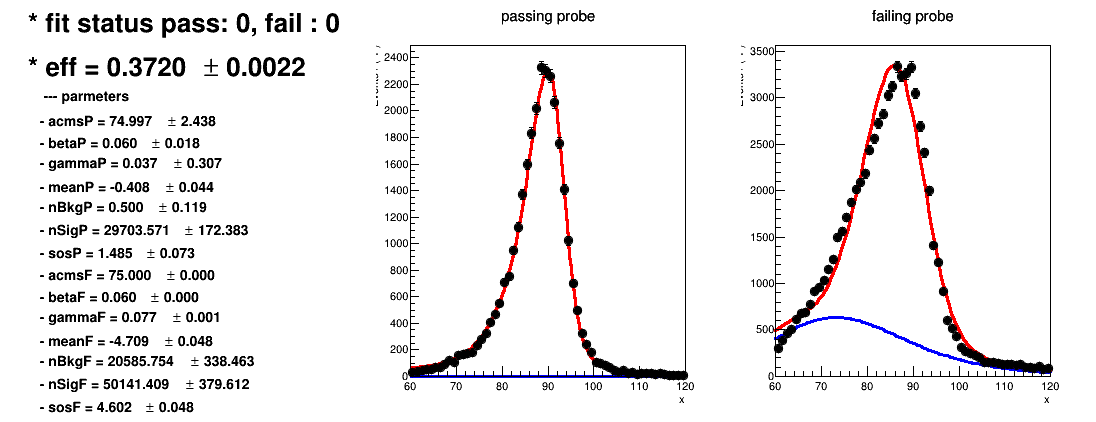 * fit status pass: 0, fail : 0
* eff = 0.3720 ± 0.0022
--- parmeters
- acmsP = 74.997 ± 2.438
- betaP = 0.060 ± 0.018
- gammaP = 0.037 ± 0.307
- meanP = -0.408 ± 0.044
- nBkgP = 0.500 ± 0.119
- nSigP = 29703.571 ± 172.383
- sosP = 1.485 ± 0.073
- acmsF = 75.000 ± 0.000
- betaF = 0.060 ± 0.000
- gammaF = 0.077 ± 0.001
- meanF = -4.709 ± 0.048
- nBkgF = 20585.754 ± 338.463
- nSigF = 50141.409 ± 379.612
- sosF = 4.602 ± 0.048
passing probe
2400
2200
2000
1800
1600
1400
1200
1000
800
600
400
200
0
60 70 80 90 100 110 120
x
failing probe
3500
3000
2500
2000
1500
1000
500
0
60 70 80 90 100 110 120
x